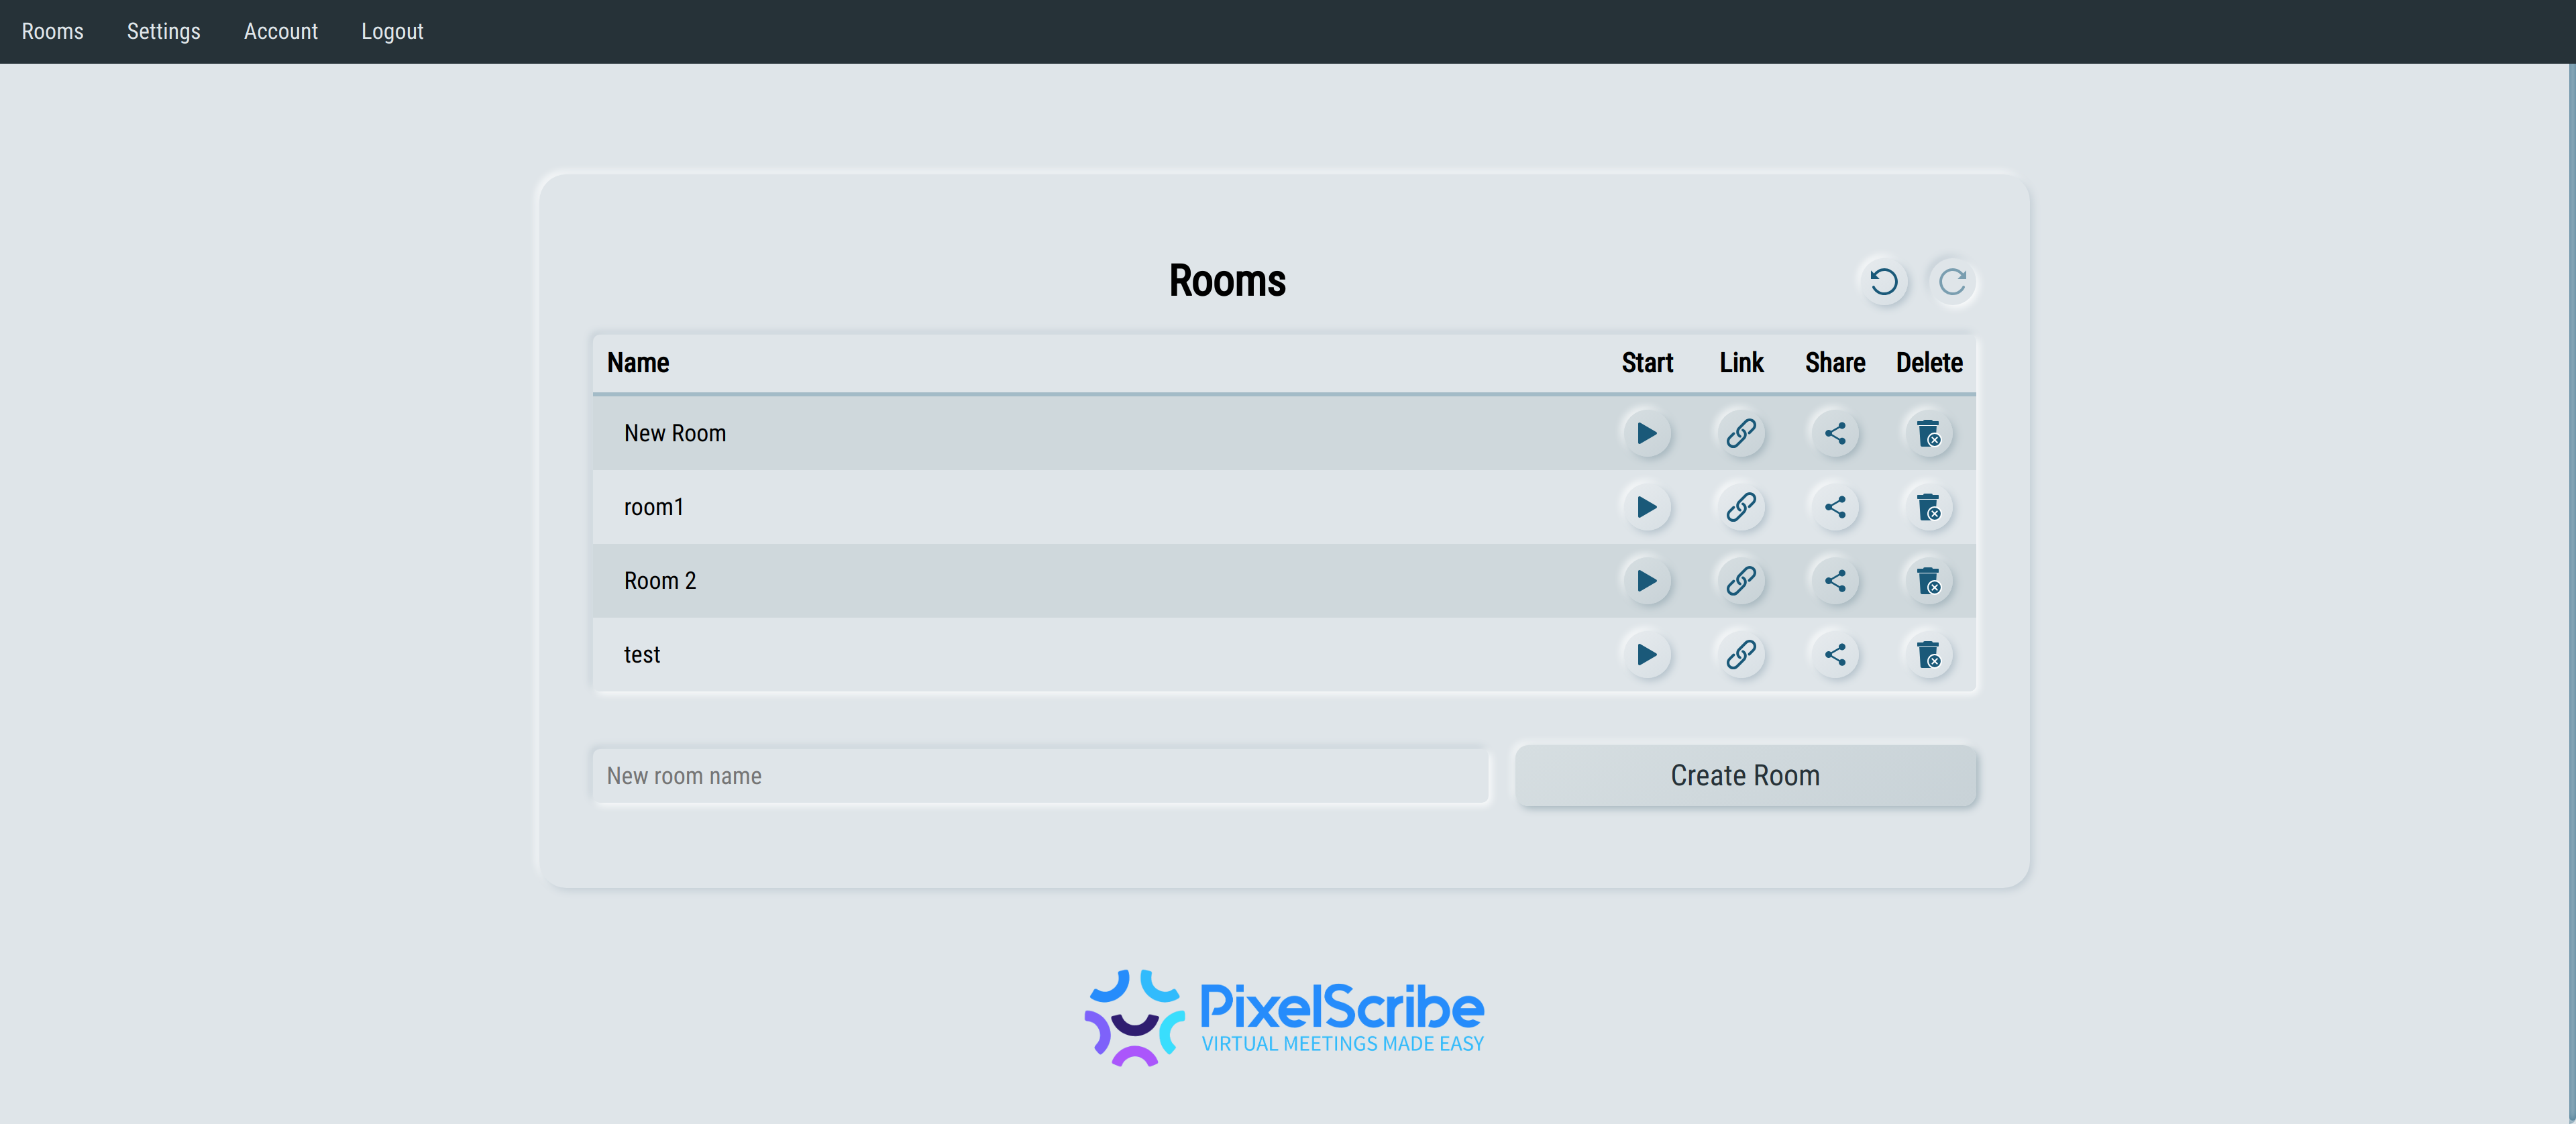 Rooms Settings Account Logout
Rooms
Name Start Link Share Delete
New Room
room1
Room 2
test
New room name Create Room
PixelScribe
VIRTUAL MEETINGS MADE EASY